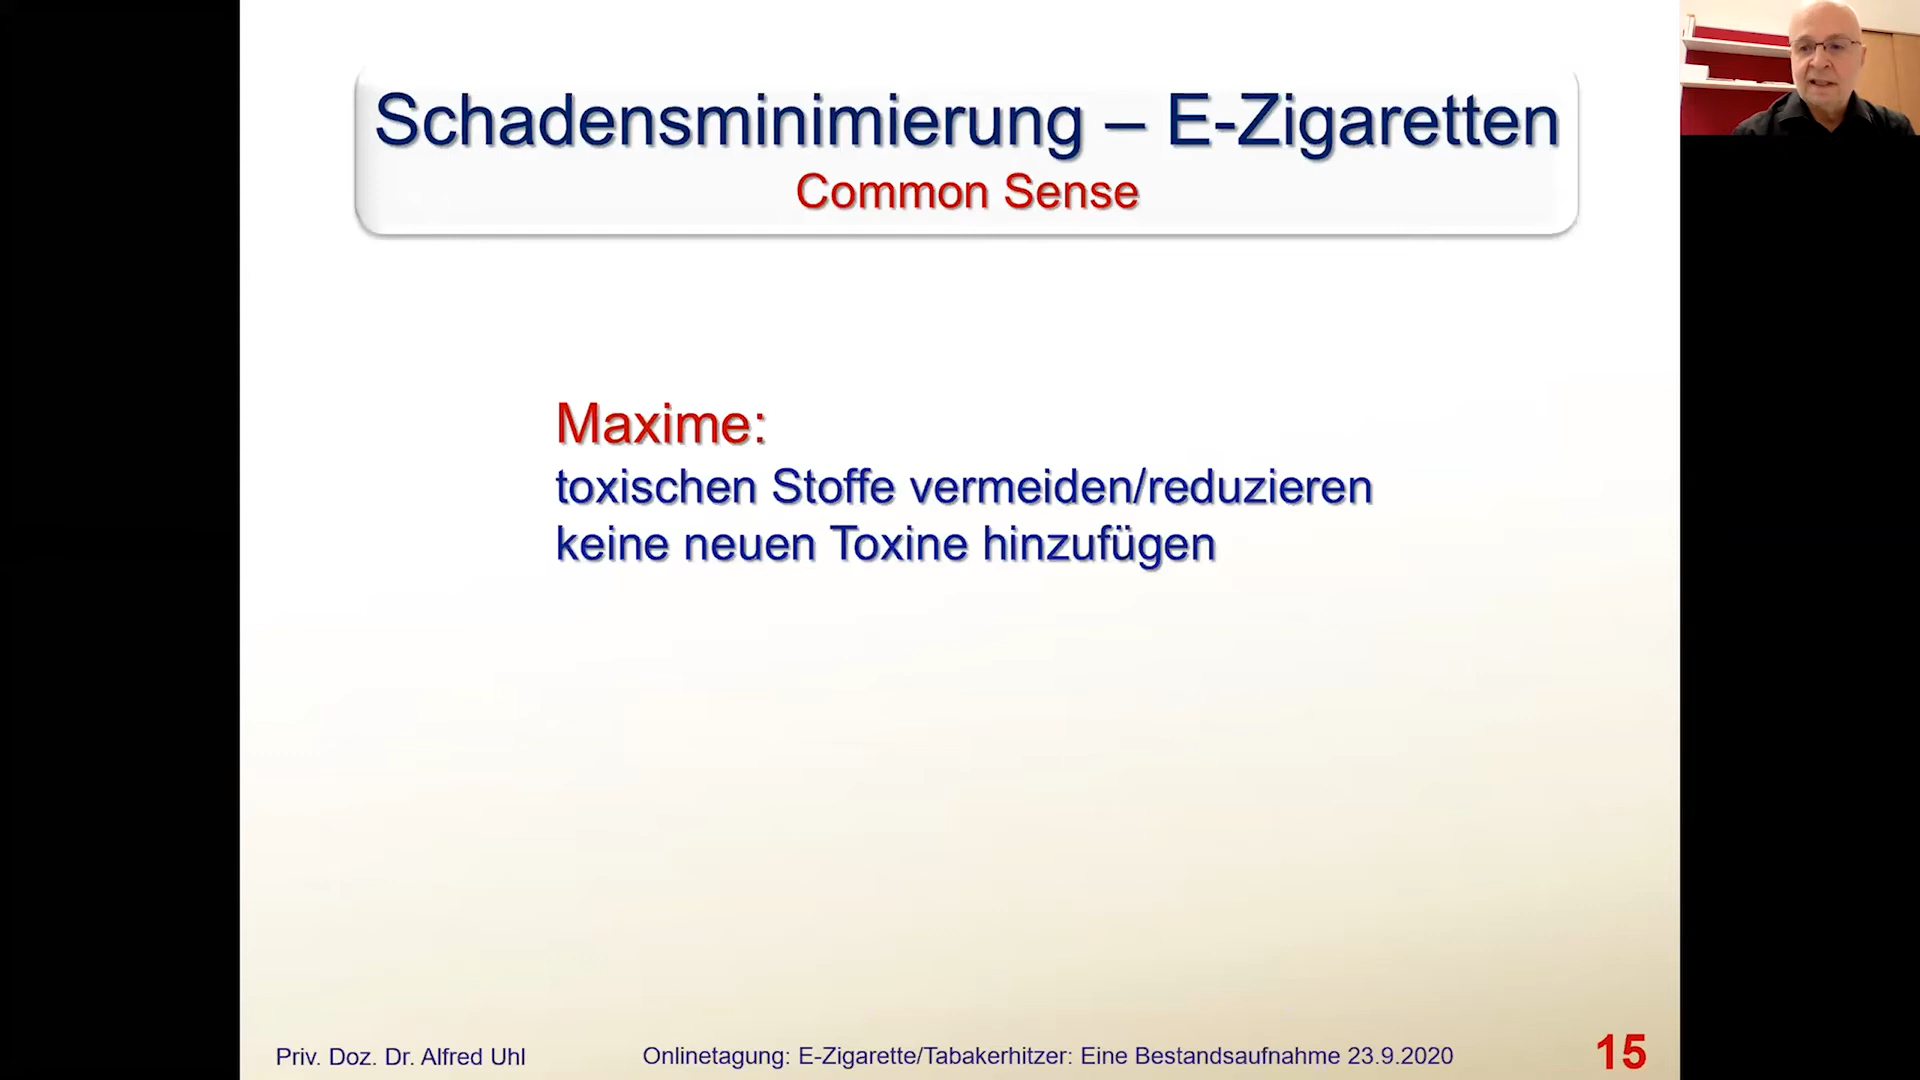 Schadensminimierung – E-Zigaretten
Common Sense
Maxime:
toxischen Stoffe vermeiden/reduzieren
keine neuen Toxine hinzufügen
Priv. Doz. Dr. Alfred Uhl
Onlinetagung: E-Zigarette/Tabakerhitzer: Eine Bestandsaufnahme 23.9.2020
15